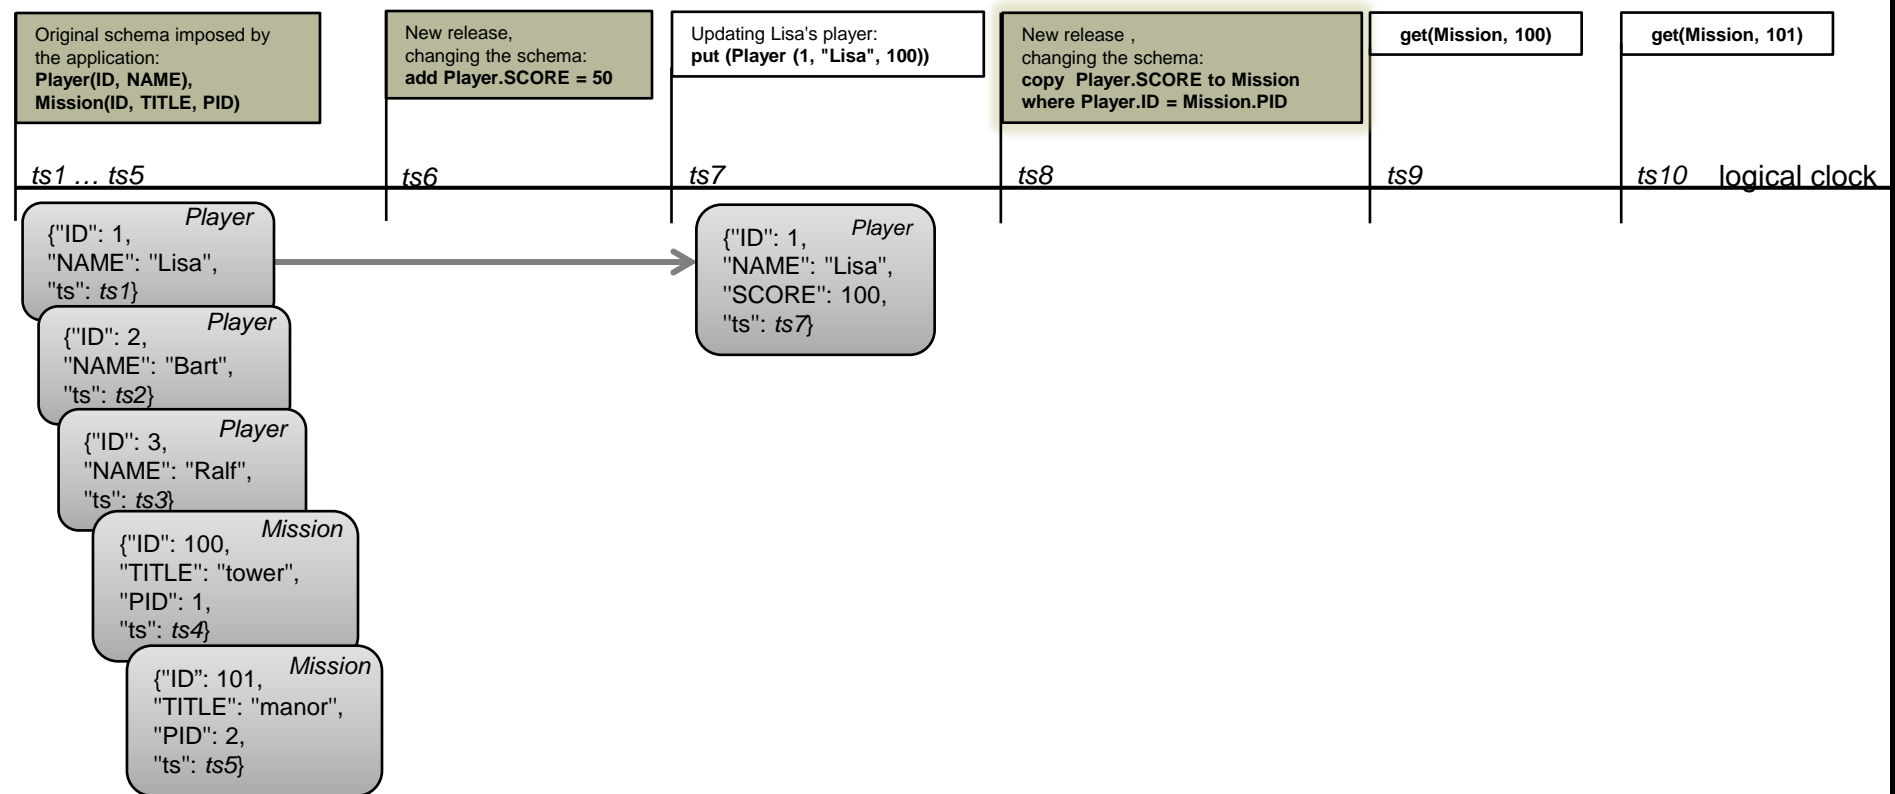 Original schema imposed by
the application:
Player(ID, NAME),
Mission(ID, TITLE, PID)
New release,
changing the schema:
add Player.SCORE = 50
Updating Lisa's player:
put (Player (1, "Lisa", 100))
New release ,
changing the schema:
copy Player.SCORE to Mission
where Player.ID = Mission.PID
get(Mission, 100)
get(Mission, 101)
ts1 … ts5
ts6
ts7
ts8
ts9
ts10
logical clock
Player
{"ID": 1,
"NAME": "Lisa",
"ts": ts1}
Player
{"ID": 2,
"NAME": "Bart",
"ts": ts2}
Player
{"ID": 3,
"NAME": "Ralf",
"ts": ts3}
Mission
{"ID": 100,
"TITLE": "tower",
"PID": 1,
"ts": ts4}
Mission
{"ID”: 101,
"TITLE": "manor",
"PID": 2,
"ts": ts5}
Player
{"ID": 1,
"NAME": "Lisa",
"SCORE": 100,
"ts": ts7}